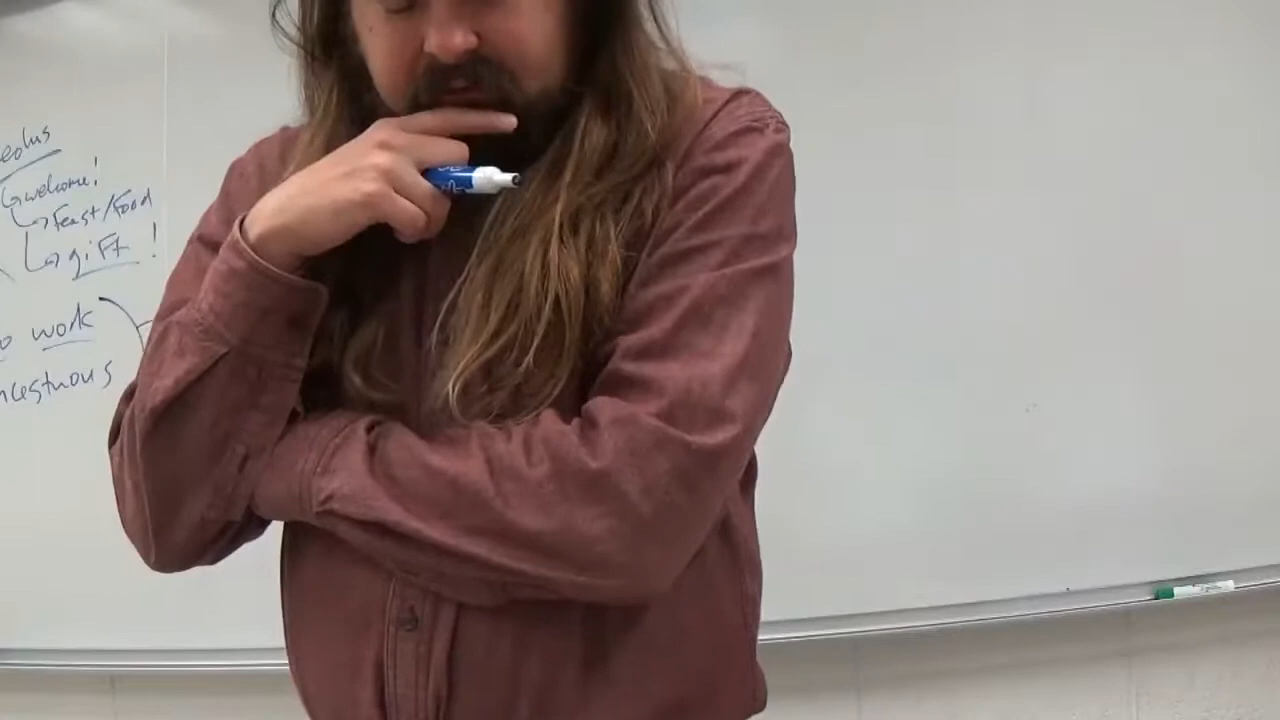 eolus
↳welcome!
↳Feast/Food
↳gift!
o work
ncestuous